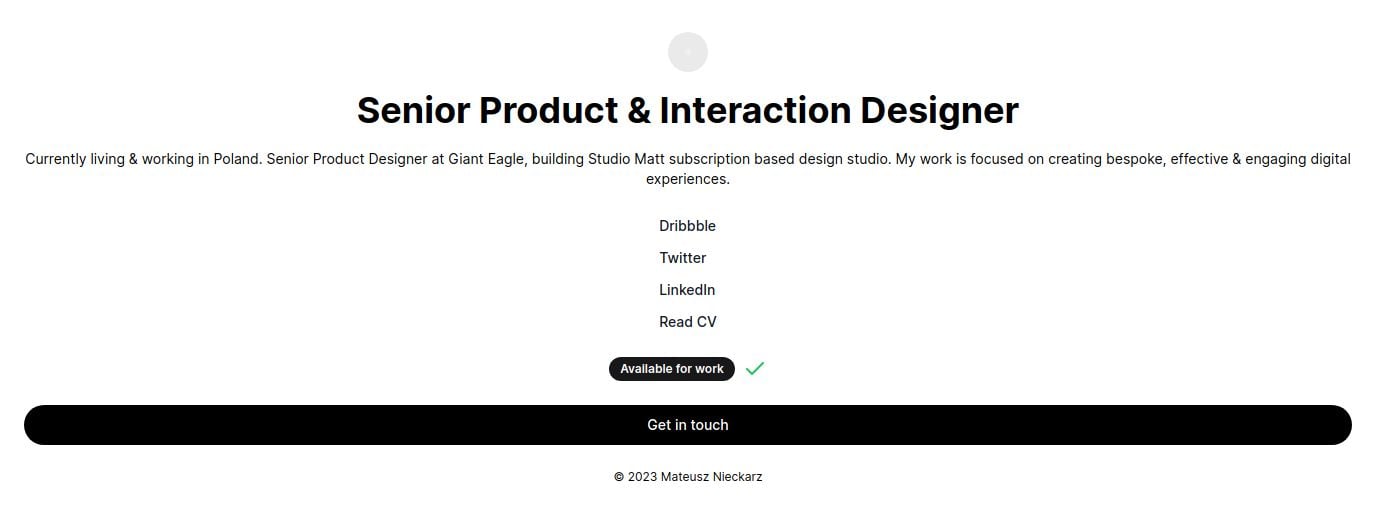 Senior Product & Interaction Designer
Currently living & working in Poland. Senior Product Designer at Giant Eagle, building Studio Matt subscription based design studio. My work is focused on creating bespoke, effective & engaging digital
experiences.
Dribbble
Twitter
LinkedIn
Read CV
Available for work
Get in touch
© 2023 Mateusz Nieckarz